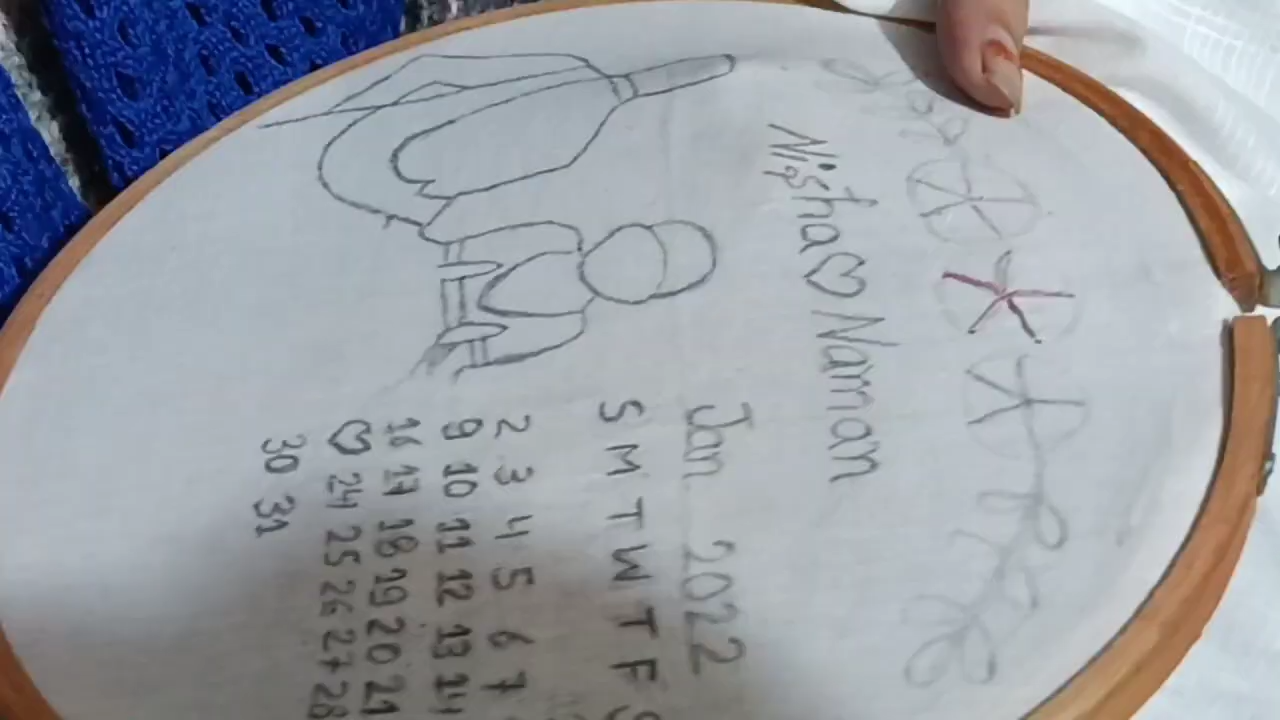 Nisha♡Naman
Jan 2022
S M T W T F S
2 3 4 5 6 7
9 10 11 12 13 14
16 17 18 19 20 21
♡ 24 25 26 27 28
30 31